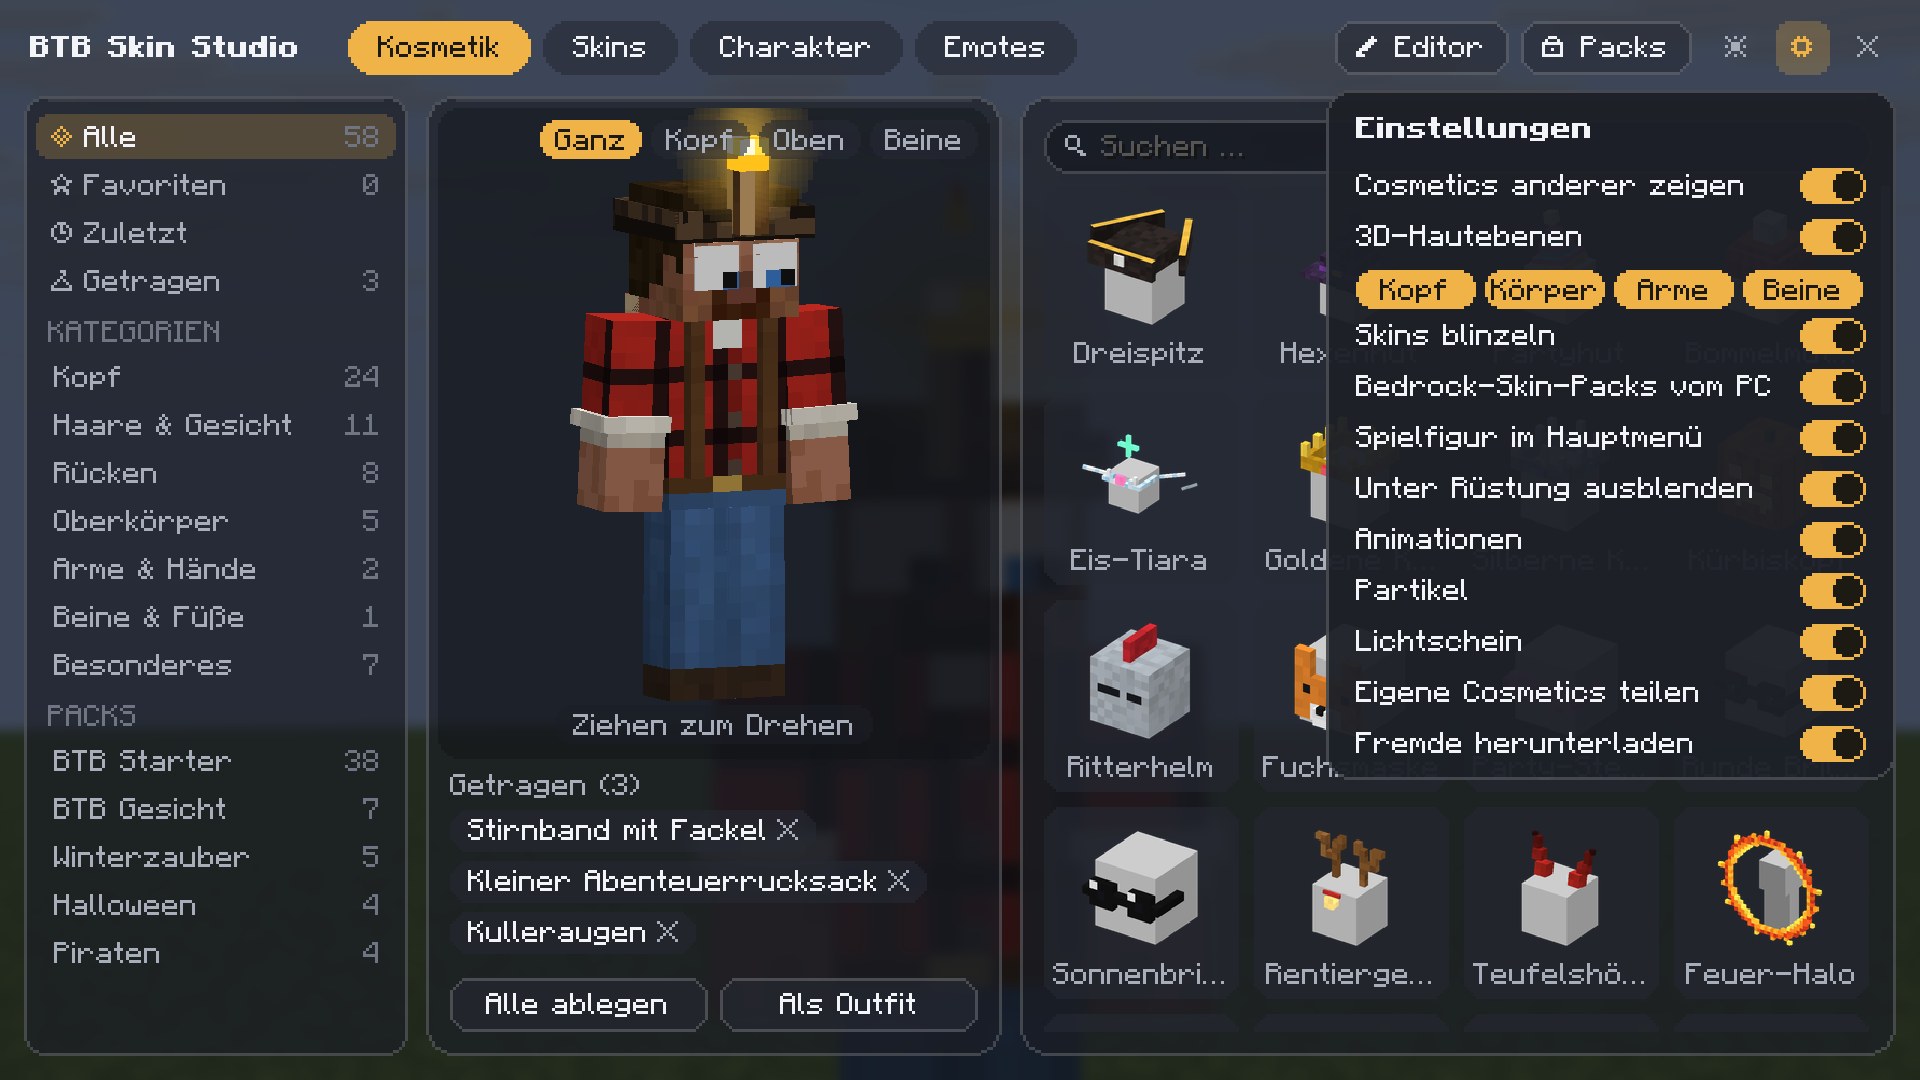 BTB Skin Studio
Kosmetik
Skins
Charakter
Emotes
Editor
Packs
Alle 58
Favoriten 0
Zuletzt
Getragen 3
KATEGORIEN
Kopf 24
Haare & Gesicht 11
Rücken 8
Oberkörper 5
Arme & Hände 2
Beine & Füße 1
Besonderes 7
PACKS
BTB Starter 38
BTB Gesicht 7
Winterzauber 5
Halloween 4
Piraten 4
Ganz
Kopf
Oben
Beine
Ziehen zum Drehen
Getragen (3)
Stirnband mit Fackel
Kleiner Abenteuerrucksack
Kulleraugen
Alle ablegen
Als Outfit
Suchen ...
Dreispitz
Eis-Tiara
Ritterhelm
Sonnenbri...
Rentierge...
Teufelshö...
Feuer-Halo
Einstellungen
Cosmetics anderer zeigen
3D-Hautebenen
Kopf
Körper
Arme
Beine
Skins blinzeln
Bedrock-Skin-Packs vom PC
Spielfigur im Hauptmenü
Unter Rüstung ausblenden
Animationen
Partikel
Lichtschein
Eigene Cosmetics teilen
Fremde herunterladen